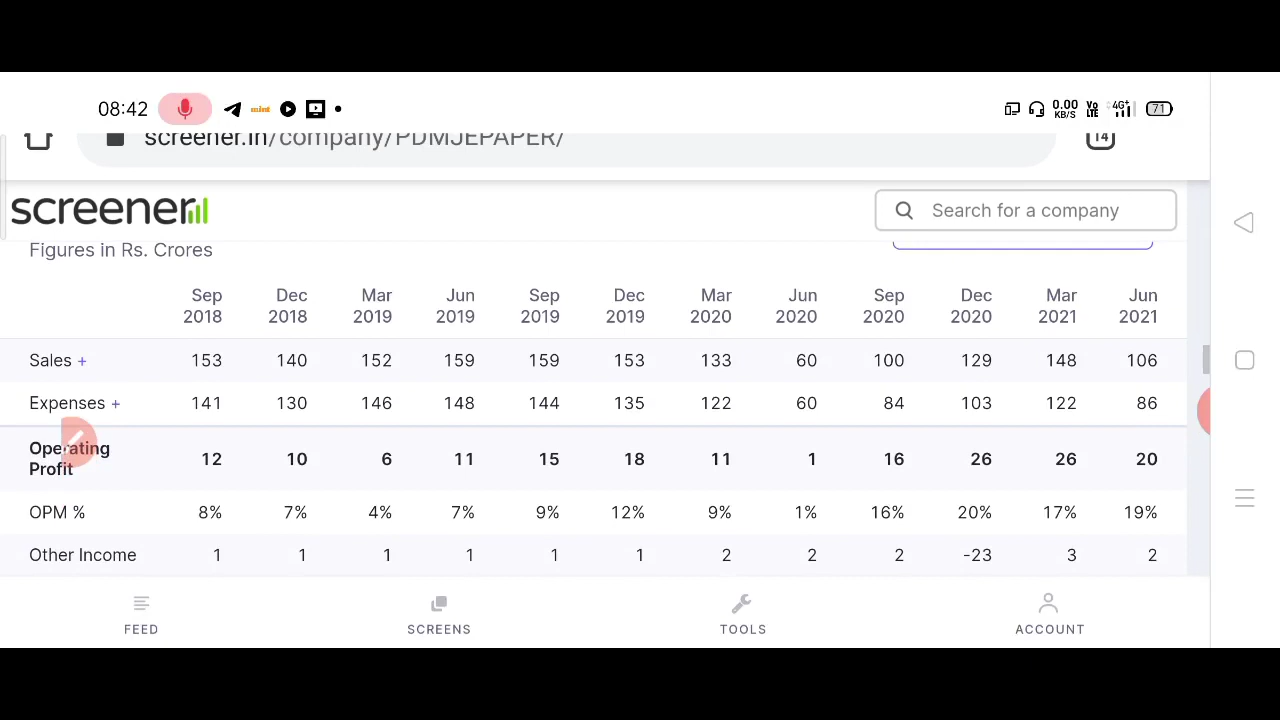 08:42 mint 0.00 KB/S Vo LTE 4G+ 71
screener.in/company/PDMJEPAPER/ 14
screener Search for a company
Figures in Rs. Crores
Sep 2018 Dec 2018 Mar 2019 Jun 2019 Sep 2019 Dec 2019 Mar 2020 Jun 2020 Sep 2020 Dec 2020 Mar 2021 Jun 2021
Sales + 153 140 152 159 159 153 133 60 100 129 148 106
Expenses + 141 130 146 148 144 135 122 60 84 103 122 86
Operating Profit 12 10 6 11 15 18 11 1 16 26 26 20
OPM % 8% 7% 4% 7% 9% 12% 9% 1% 16% 20% 17% 19%
Other Income 1 1 1 1 1 1 2 2 2 -23 3 2
FEED SCREENS TOOLS ACCOUNT